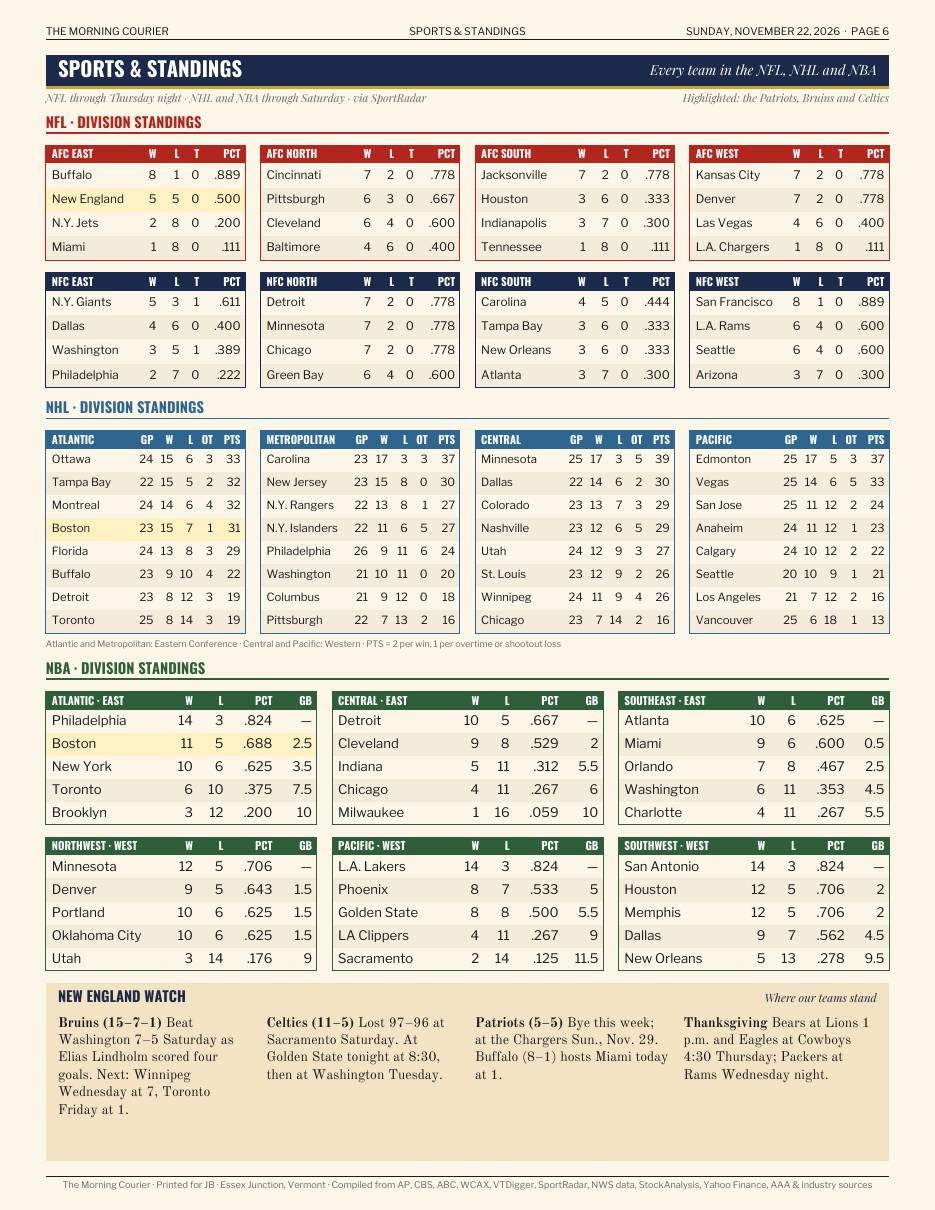 THE MORNING COURIER SPORTS & STANDINGS SUNDAY, NOVEMBER 22, 2026 · PAGE 6
SPORTS & STANDINGS Every team in the NFL, NHL and NBA
NFL through Thursday night · NHL and NBA through Saturday · via SportRadar Highlighted: the Patriots, Bruins and Celtics
NFL · DIVISION STANDINGS
AFC EAST W L T PCT
Buffalo 8 1 0 .889
New England 5 5 0 .500
N.Y. Jets 2 8 0 .200
Miami 1 8 0 .111
AFC NORTH W L T PCT
Cincinnati 7 2 0 .778
Pittsburgh 6 3 0 .667
Cleveland 6 4 0 .600
Baltimore 4 6 0 .400
AFC SOUTH W L T PCT
Jacksonville 7 2 0 .778
Houston 3 6 0 .333
Indianapolis 3 7 0 .300
Tennessee 1 8 0 .111
AFC WEST W L T PCT
Kansas City 7 2 0 .778
Denver 7 2 0 .778
Las Vegas 4 6 0 .400
L.A. Chargers 1 8 0 .111
NFC EAST W L T PCT
N.Y. Giants 5 3 1 .611
Dallas 4 6 0 .400
Washington 3 5 1 .389
Philadelphia 2 7 0 .222
NFC NORTH W L T PCT
Detroit 7 2 0 .778
Minnesota 7 2 0 .778
Chicago 7 2 0 .778
Green Bay 6 4 0 .600
NFC SOUTH W L T PCT
Carolina 4 5 0 .444
Tampa Bay 3 6 0 .333
New Orleans 3 6 0 .333
Atlanta 3 7 0 .300
NFC WEST W L T PCT
San Francisco 8 1 0 .889
L.A. Rams 6 4 0 .600
Seattle 6 4 0 .600
Arizona 3 7 0 .300
NHL · DIVISION STANDINGS
ATLANTIC GP W L OT PTS
Ottawa 24 15 6 3 33
Tampa Bay 22 15 5 2 32
Montreal 24 14 6 4 32
Boston 23 15 7 1 31
Florida 24 13 8 3 29
Buffalo 23 9 10 4 22
Detroit 23 8 12 3 19
Toronto 25 8 14 3 19
METROPOLITAN GP W L OT PTS
Carolina 23 17 3 3 37
New Jersey 23 15 8 0 30
N.Y. Rangers 22 13 8 1 27
N.Y. Islanders 22 11 6 5 27
Philadelphia 26 9 11 6 24
Washington 21 10 11 0 20
Columbus 21 9 12 0 18
Pittsburgh 22 7 13 2 16
CENTRAL GP W L OT PTS
Minnesota 25 17 3 5 39
Dallas 22 14 6 2 30
Colorado 23 13 7 3 29
Nashville 23 12 6 5 29
Utah 24 12 9 3 27
St. Louis 23 12 9 2 26
Winnipeg 24 11 9 4 26
Chicago 23 7 14 2 16
PACIFIC GP W L OT PTS
Edmonton 25 17 5 3 37
Vegas 25 14 6 5 33
San Jose 25 11 12 2 24
Anaheim 24 11 12 1 23
Calgary 24 10 12 2 22
Seattle 20 10 9 1 21
Los Angeles 21 7 12 2 16
Vancouver 25 6 18 1 13
Atlantic and Metropolitan: Eastern Conference · Central and Pacific: Western · PTS = 2 per win, 1 per overtime or shootout loss
NBA · DIVISION STANDINGS
ATLANTIC · EAST W L PCT GB
Philadelphia 14 3 .824 —
Boston 11 5 .688 2.5
New York 10 6 .625 3.5
Toronto 6 10 .375 7.5
Brooklyn 3 12 .200 10
CENTRAL · EAST W L PCT GB
Detroit 10 5 .667 —
Cleveland 9 8 .529 2
Indiana 5 11 .312 5.5
Chicago 4 11 .267 6
Milwaukee 1 16 .059 10
SOUTHEAST · EAST W L PCT GB
Atlanta 10 6 .625 —
Miami 9 6 .600 0.5
Orlando 7 8 .467 2.5
Washington 6 11 .353 4.5
Charlotte 4 11 .267 5.5
NORTHWEST · WEST W L PCT GB
Minnesota 12 5 .706 —
Denver 9 5 .643 1.5
Portland 10 6 .625 1.5
Oklahoma City 10 6 .625 1.5
Utah 3 14 .176 9
PACIFIC · WEST W L PCT GB
L.A. Lakers 14 3 .824 —
Phoenix 8 7 .533 5
Golden State 8 8 .500 5.5
LA Clippers 4 11 .267 9
Sacramento 2 14 .125 11.5
SOUTHWEST · WEST W L PCT GB
San Antonio 14 3 .824 —
Houston 12 5 .706 2
Memphis 12 5 .706 2
Dallas 9 7 .562 4.5
New Orleans 5 13 .278 9.5
NEW ENGLAND WATCH Where our teams stand
Bruins (15–7–1) Beat
Washington 7–5 Saturday as
Elias Lindholm scored four
goals. Next: Winnipeg
Wednesday at 7, Toronto
Friday at 1.
Celtics (11–5) Lost 97–96 at
Sacramento Saturday. At
Golden State tonight at 8:30,
then at Washington Tuesday.
Patriots (5–5) Bye this week;
at the Chargers Sun., Nov. 29.
Buffalo (8–1) hosts Miami today
at 1.
Thanksgiving Bears at Lions 1
p.m. and Eagles at Cowboys
4:30 Thursday; Packers at
Rams Wednesday night.
The Morning Courier · Printed for JB · Essex Junction, Vermont · Compiled from AP, CBS, ABC, WCAX, VTDigger, SportRadar, NWS data, StockAnalysis, Yahoo Finance, AAA & industry sources